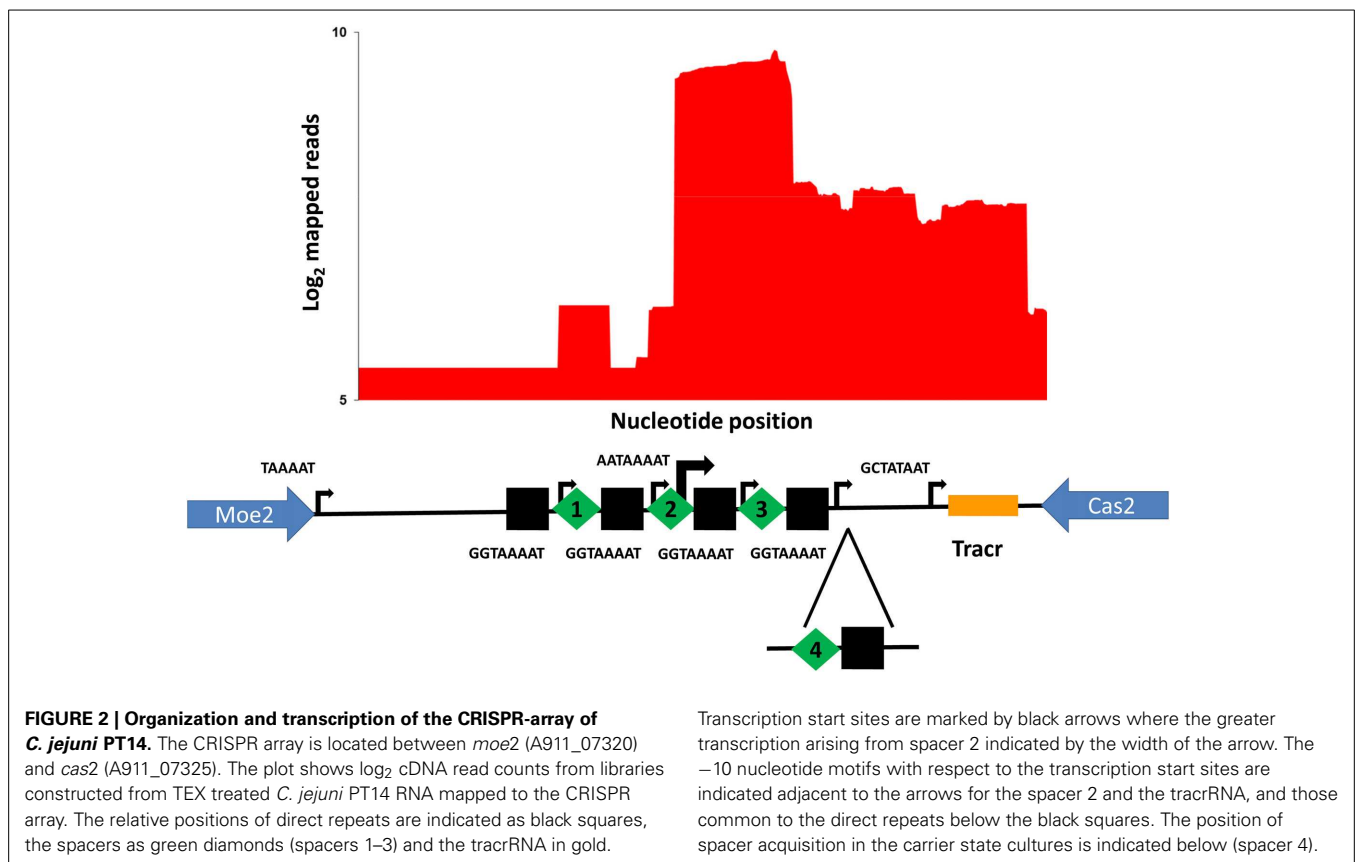 10
Log₂ mapped reads
5
Nucleotide position
TAAAAT
AATAAAAT
GCTATAAT
Moe2
1
2
3
Cas2
GGTAAAAT
GGTAAAAT
GGTAAAAT
GGTAAAAT
Tracr
4
FIGURE 2 | Organization and transcription of the CRISPR-array of
C. jejuni PT14. The CRISPR array is located between moe2 (A911_07320)
and cas2 (A911_07325). The plot shows log₂ cDNA read counts from libraries
constructed from TEX treated C. jejuni PT14 RNA mapped to the CRISPR
array. The relative positions of direct repeats are indicated as black squares,
the spacers as green diamonds (spacers 1–3) and the tracrRNA in gold.
Transcription start sites are marked by black arrows where the greater
transcription arising from spacer 2 indicated by the width of the arrow. The
−10 nucleotide motifs with respect to the transcription start sites are
indicated adjacent to the arrows for the spacer 2 and the tracrRNA, and those
common to the direct repeats below the black squares. The position of
spacer acquisition in the carrier state cultures is indicated below (spacer 4).